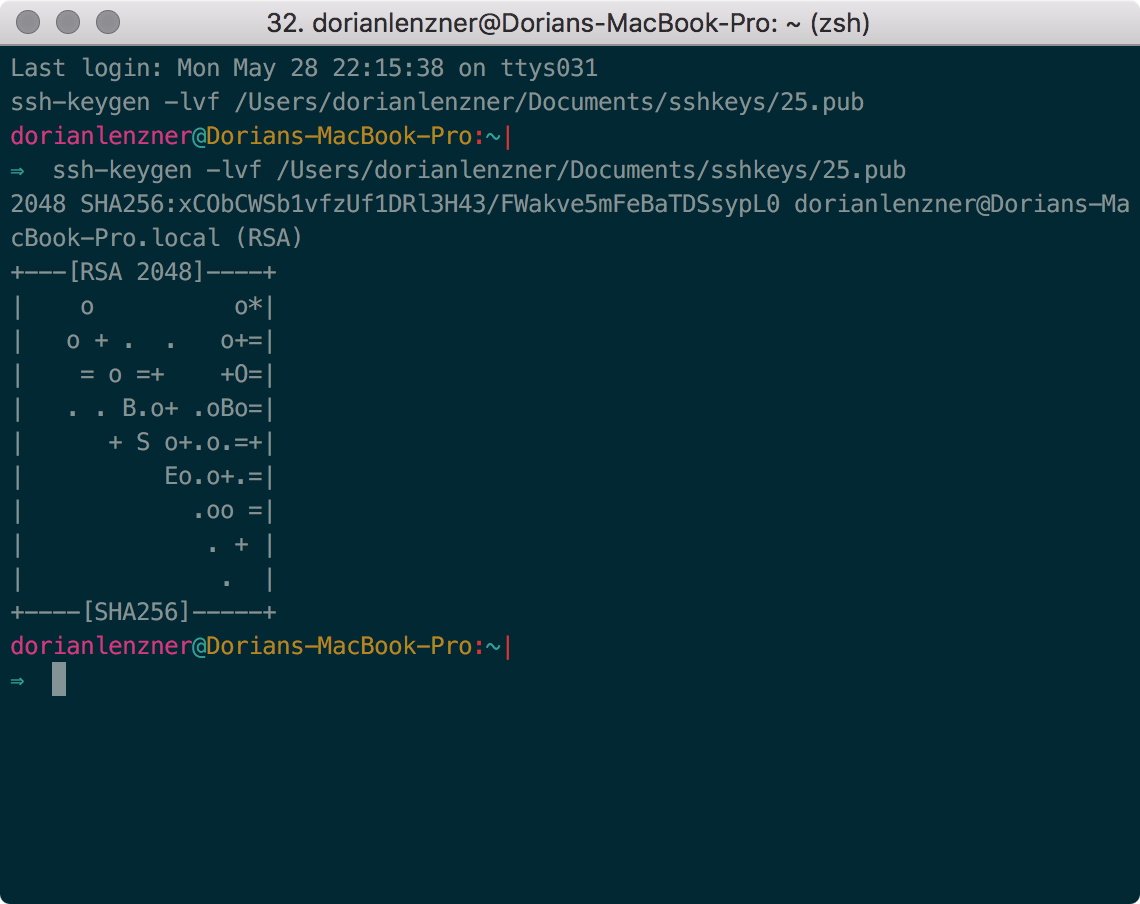 32. dorianlenzner@Dorians-MacBook-Pro: ~ (zsh)
Last login: Mon May 28 22:15:38 on ttys031
ssh-keygen -lvf /Users/dorianlenzner/Documents/sshkeys/25.pub
dorianlenzner@Dorians-MacBook-Pro:~|
⇒  ssh-keygen -lvf /Users/dorianlenzner/Documents/sshkeys/25.pub
2048 SHA256:xCObCWSb1vfzUf1DRl3H43/FWakve5mFeBaTDSsypL0 dorianlenzner@Dorians-Ma
cBook-Pro.local (RSA)
+---[RSA 2048]----+
|    o          o*|
|   o + .  .   o+=|
|    = o =+    +O=|
|   . . B.o+ .oBo=|
|      + S o+.o.=+|
|          Eo.o+.=|
|            .oo =|
|             . + |
|              .  |
+----[SHA256]-----+
dorianlenzner@Dorians-MacBook-Pro:~|
⇒